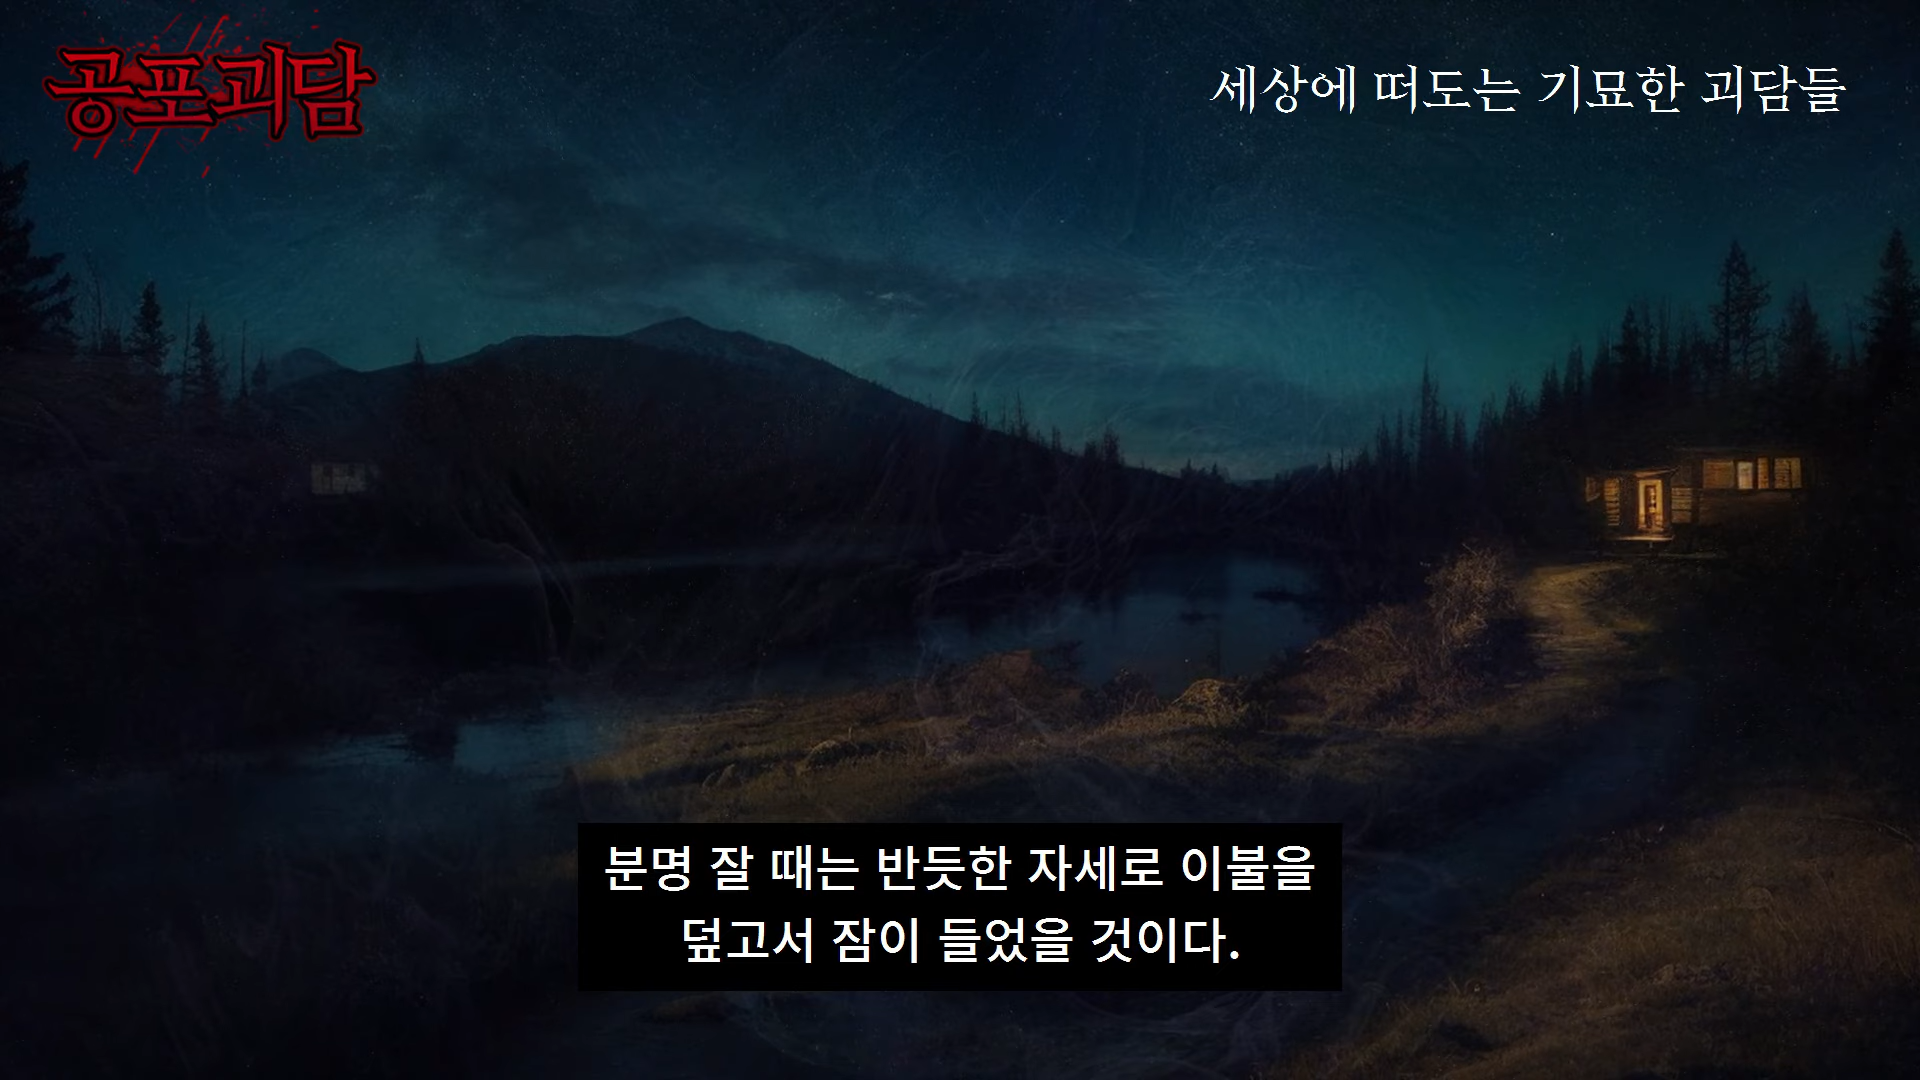 공포괴담
세상에 떠도는 기묘한 괴담들
분명 잘 때는 반듯한 자세로 이불을
덮고서 잠이 들었을 것이다.